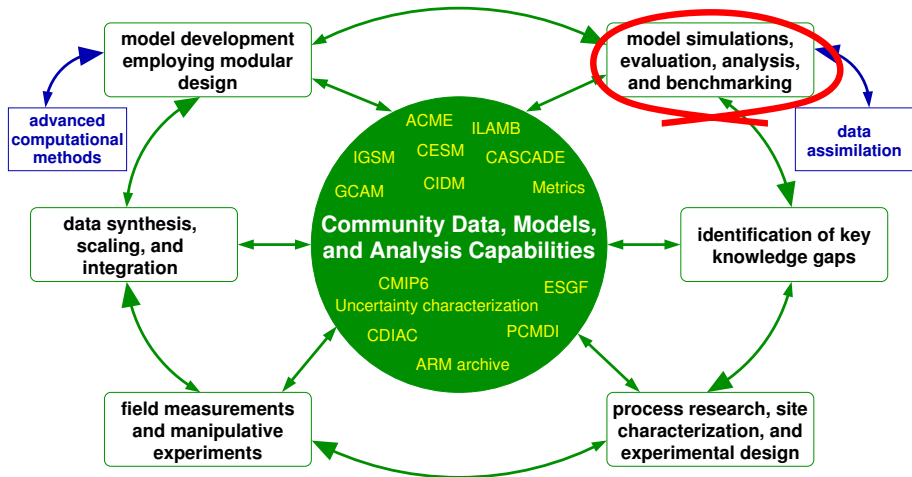 model development
employing modular
design
model simulations,
evaluation, analysis,
and benchmarking
advanced
computational
methods
data
assimilation
ACME
ILAMB
IGSM
CESM
CASCADE
GCAM
CIDM
Metrics
data synthesis,
scaling, and
integration
Community Data, Models,
and Analysis Capabilities
identification of key
knowledge gaps
CMIP6
ESGF
Uncertainty characterization
CDIAC
PCMDI
ARM archive
field measurements
and manipulative
experiments
process research, site
characterization, and
experimental design